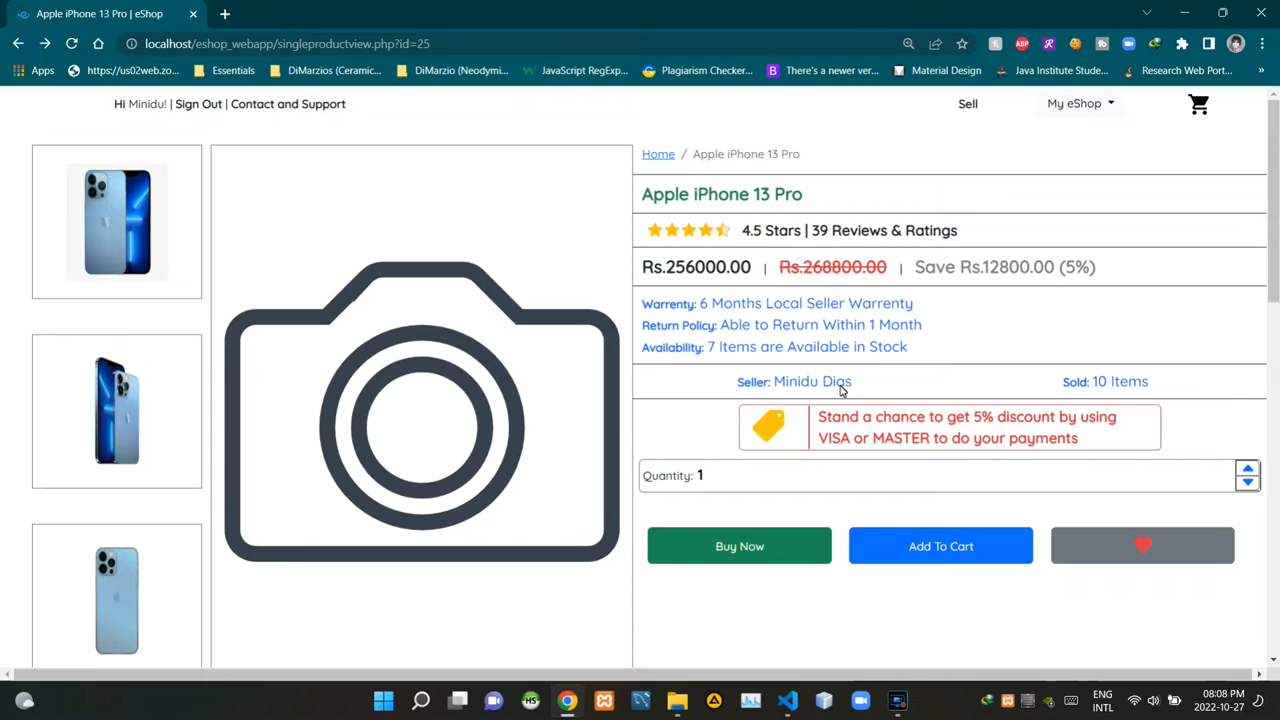 Apple iPhone 13 Pro | eShop
localhost/eshop_webapp/singleproductview.php?id=25
ABP
Apps
https://us02web.zo...
Essentials
DiMarzios (Ceramic...
DiMarzio (Neodymi...
JavaScript RegExp...
Plagiarism Checker...
B There's a newer ver...
Material Design
Java Institute Stude...
Research Web Port...
»
Hi Minidu! | Sign Out | Contact and Support
Sell
My eShop
Home / Apple iPhone 13 Pro
Apple iPhone 13 Pro
4.5 Stars | 39 Reviews & Ratings
Rs.256000.00 | Rs.268800.00 | Save Rs.12800.00 (5%)
Warrenty: 6 Months Local Seller Warrenty
Return Policy: Able to Return Within 1 Month
Availability: 7 Items are Available in Stock
Seller: Minidu Dias
Sold: 10 Items
Stand a chance to get 5% discount by using
VISA or MASTER to do your payments
Quantity: 1
Buy Now
Add To Cart
HS
ENG
INTL
08:08 PM
2022-10-27